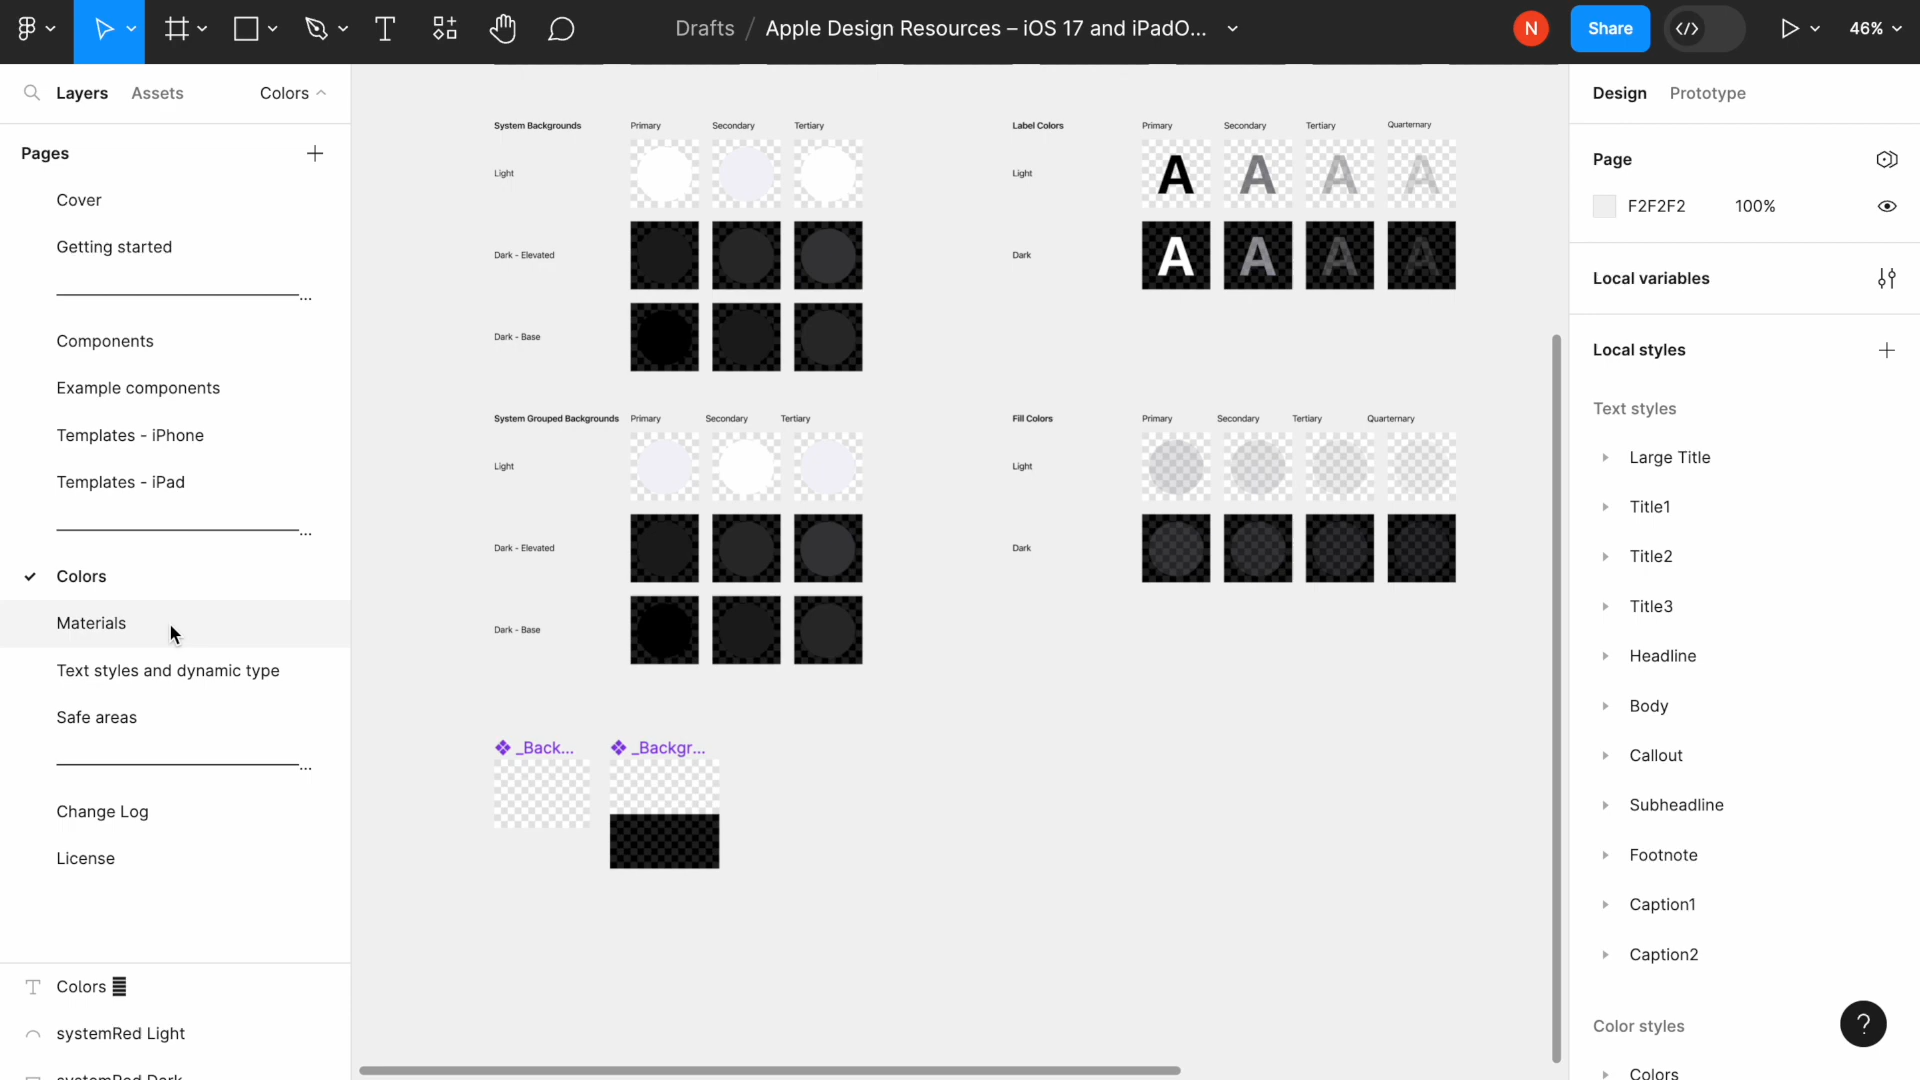 Drafts / Apple Design Resources – iOS 17 and iPadO...
N
Share
46%
Layers
Assets
Colors
Pages
Cover
Getting started
...
Components
Example components
Templates - iPhone
Templates - iPad
...
Colors
Materials
Text styles and dynamic type
Safe areas
...
Change Log
License
Colors
systemRed Light
systemRed Dark
System Backgrounds Primary Secondary Tertiary
Light
Dark - Elevated
Dark - Base
Label Colors Primary Secondary Tertiary Quarternary
Light A A A A
Dark A A A A
System Grouped Backgrounds Primary Secondary Tertiary
Light
Dark - Elevated
Dark - Base
Fill Colors Primary Secondary Tertiary Quarternary
Light
Dark
_Back...
_Backgr...
Design
Prototype
Page
F2F2F2 100%
Local variables
Local styles
Text styles
Large Title
Title1
Title2
Title3
Headline
Body
Callout
Subheadline
Footnote
Caption1
Caption2
Color styles
Colors
?